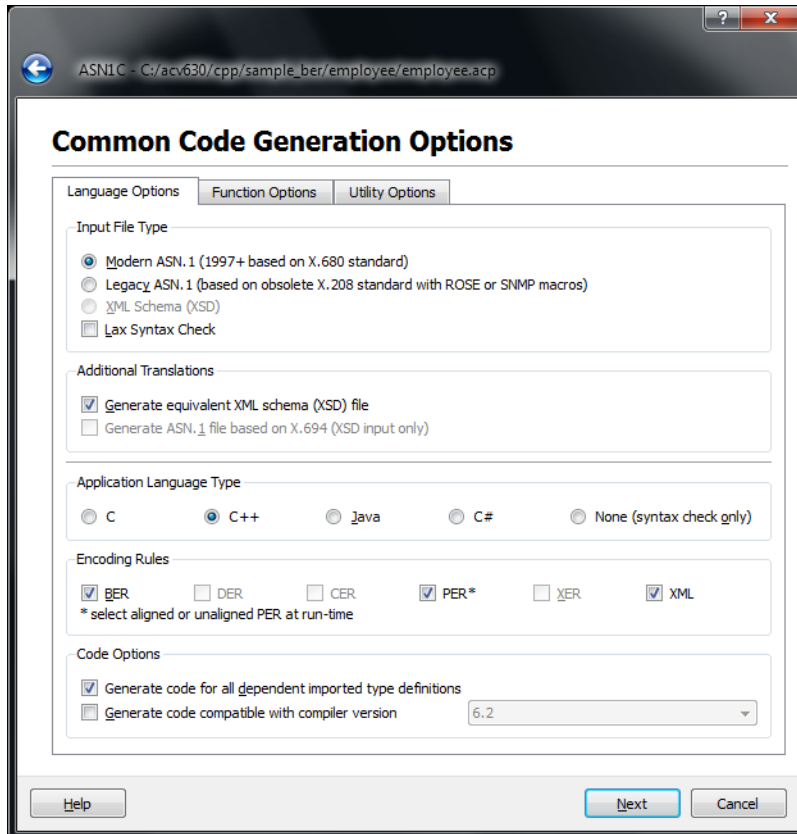 ?
ASN1C - C:/acv630/cpp/sample_ber/employee/employee.acp
Common Code Generation Options
Language Options Function Options Utility Options
Input File Type
Modern ASN.1 (1997+ based on X.680 standard)
Legacy ASN.1 (based on obsolete X.208 standard with ROSE or SNMP macros)
XML Schema (XSD)
Lax Syntax Check
Additional Translations
Generate equivalent XML schema (XSD) file
Generate ASN.1 file based on X.694 (XSD input only)
Application Language Type
C C++ Java C# None (syntax check only)
Encoding Rules
BER DER CER PER* XER XML
* select aligned or unaligned PER at run-time
Code Options
Generate code for all dependent imported type definitions
Generate code compatible with compiler version 6.2
Help Next Cancel